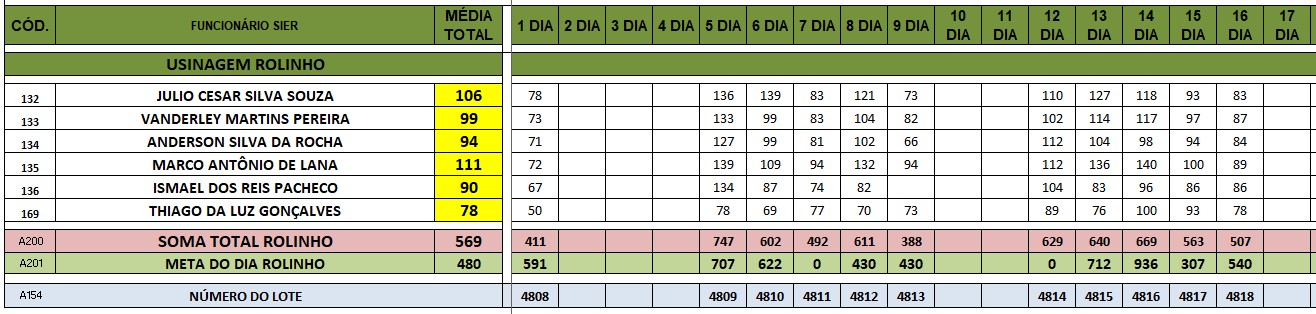 CÓD. FUNCIONÁRIO SIER MÉDIA TOTAL 1 DIA 2 DIA 3 DIA 4 DIA 5 DIA 6 DIA 7 DIA 8 DIA 9 DIA 10 DIA 11 DIA 12 DIA 13 DIA 14 DIA 15 DIA 16 DIA 17 DIA
USINAGEM ROLINHO
132 JULIO CESAR SILVA SOUZA 106 78 136 139 83 121 73 110 127 118 93 83
133 VANDERLEY MARTINS PEREIRA 99 73 133 99 83 104 82 102 114 117 97 87
134 ANDERSON SILVA DA ROCHA 94 71 127 99 81 102 66 112 104 98 94 84
135 MARCO ANTÔNIO DE LANA 111 72 139 109 94 132 94 112 136 140 100 89
136 ISMAEL DOS REIS PACHECO 90 67 134 87 74 82 104 83 96 86 86
169 THIAGO DA LUZ GONÇALVES 78 50 78 69 77 70 73 89 76 100 93 78
A200 SOMA TOTAL ROLINHO 569 411 747 602 492 611 388 629 640 669 563 507
A201 META DO DIA ROLINHO 480 591 707 622 0 430 430 0 712 936 307 540
A154 NÚMERO DO LOTE 4808 4809 4810 4811 4812 4813 4814 4815 4816 4817 4818